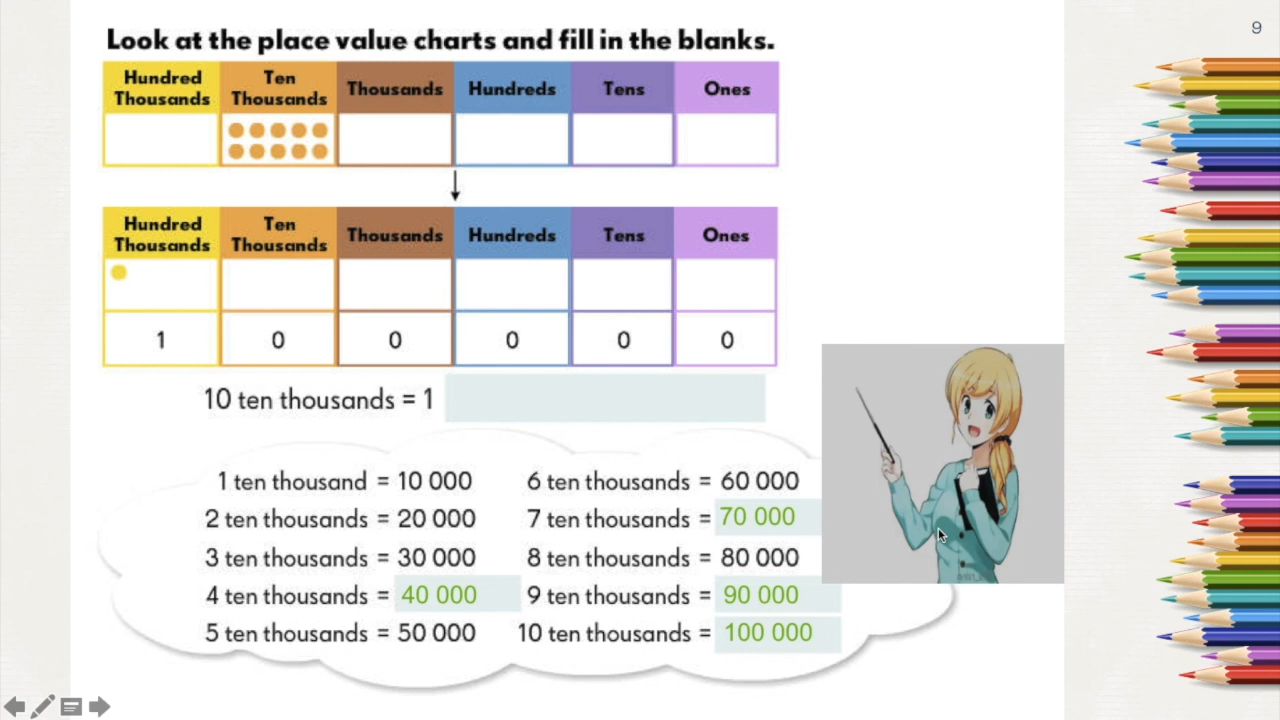 9
Look at the place value charts and fill in the blanks.
Hundred Thousands Ten Thousands Thousands Hundreds Tens Ones
Hundred Thousands Ten Thousands Thousands Hundreds Tens Ones
1 0 0 0 0 0
10 ten thousands = 1
1 ten thousand = 10 000
2 ten thousands = 20 000
3 ten thousands = 30 000
4 ten thousands = 40 000
5 ten thousands = 50 000
6 ten thousands = 60 000
7 ten thousands = 70 000
8 ten thousands = 80 000
9 ten thousands = 90 000
10 ten thousands = 100 000